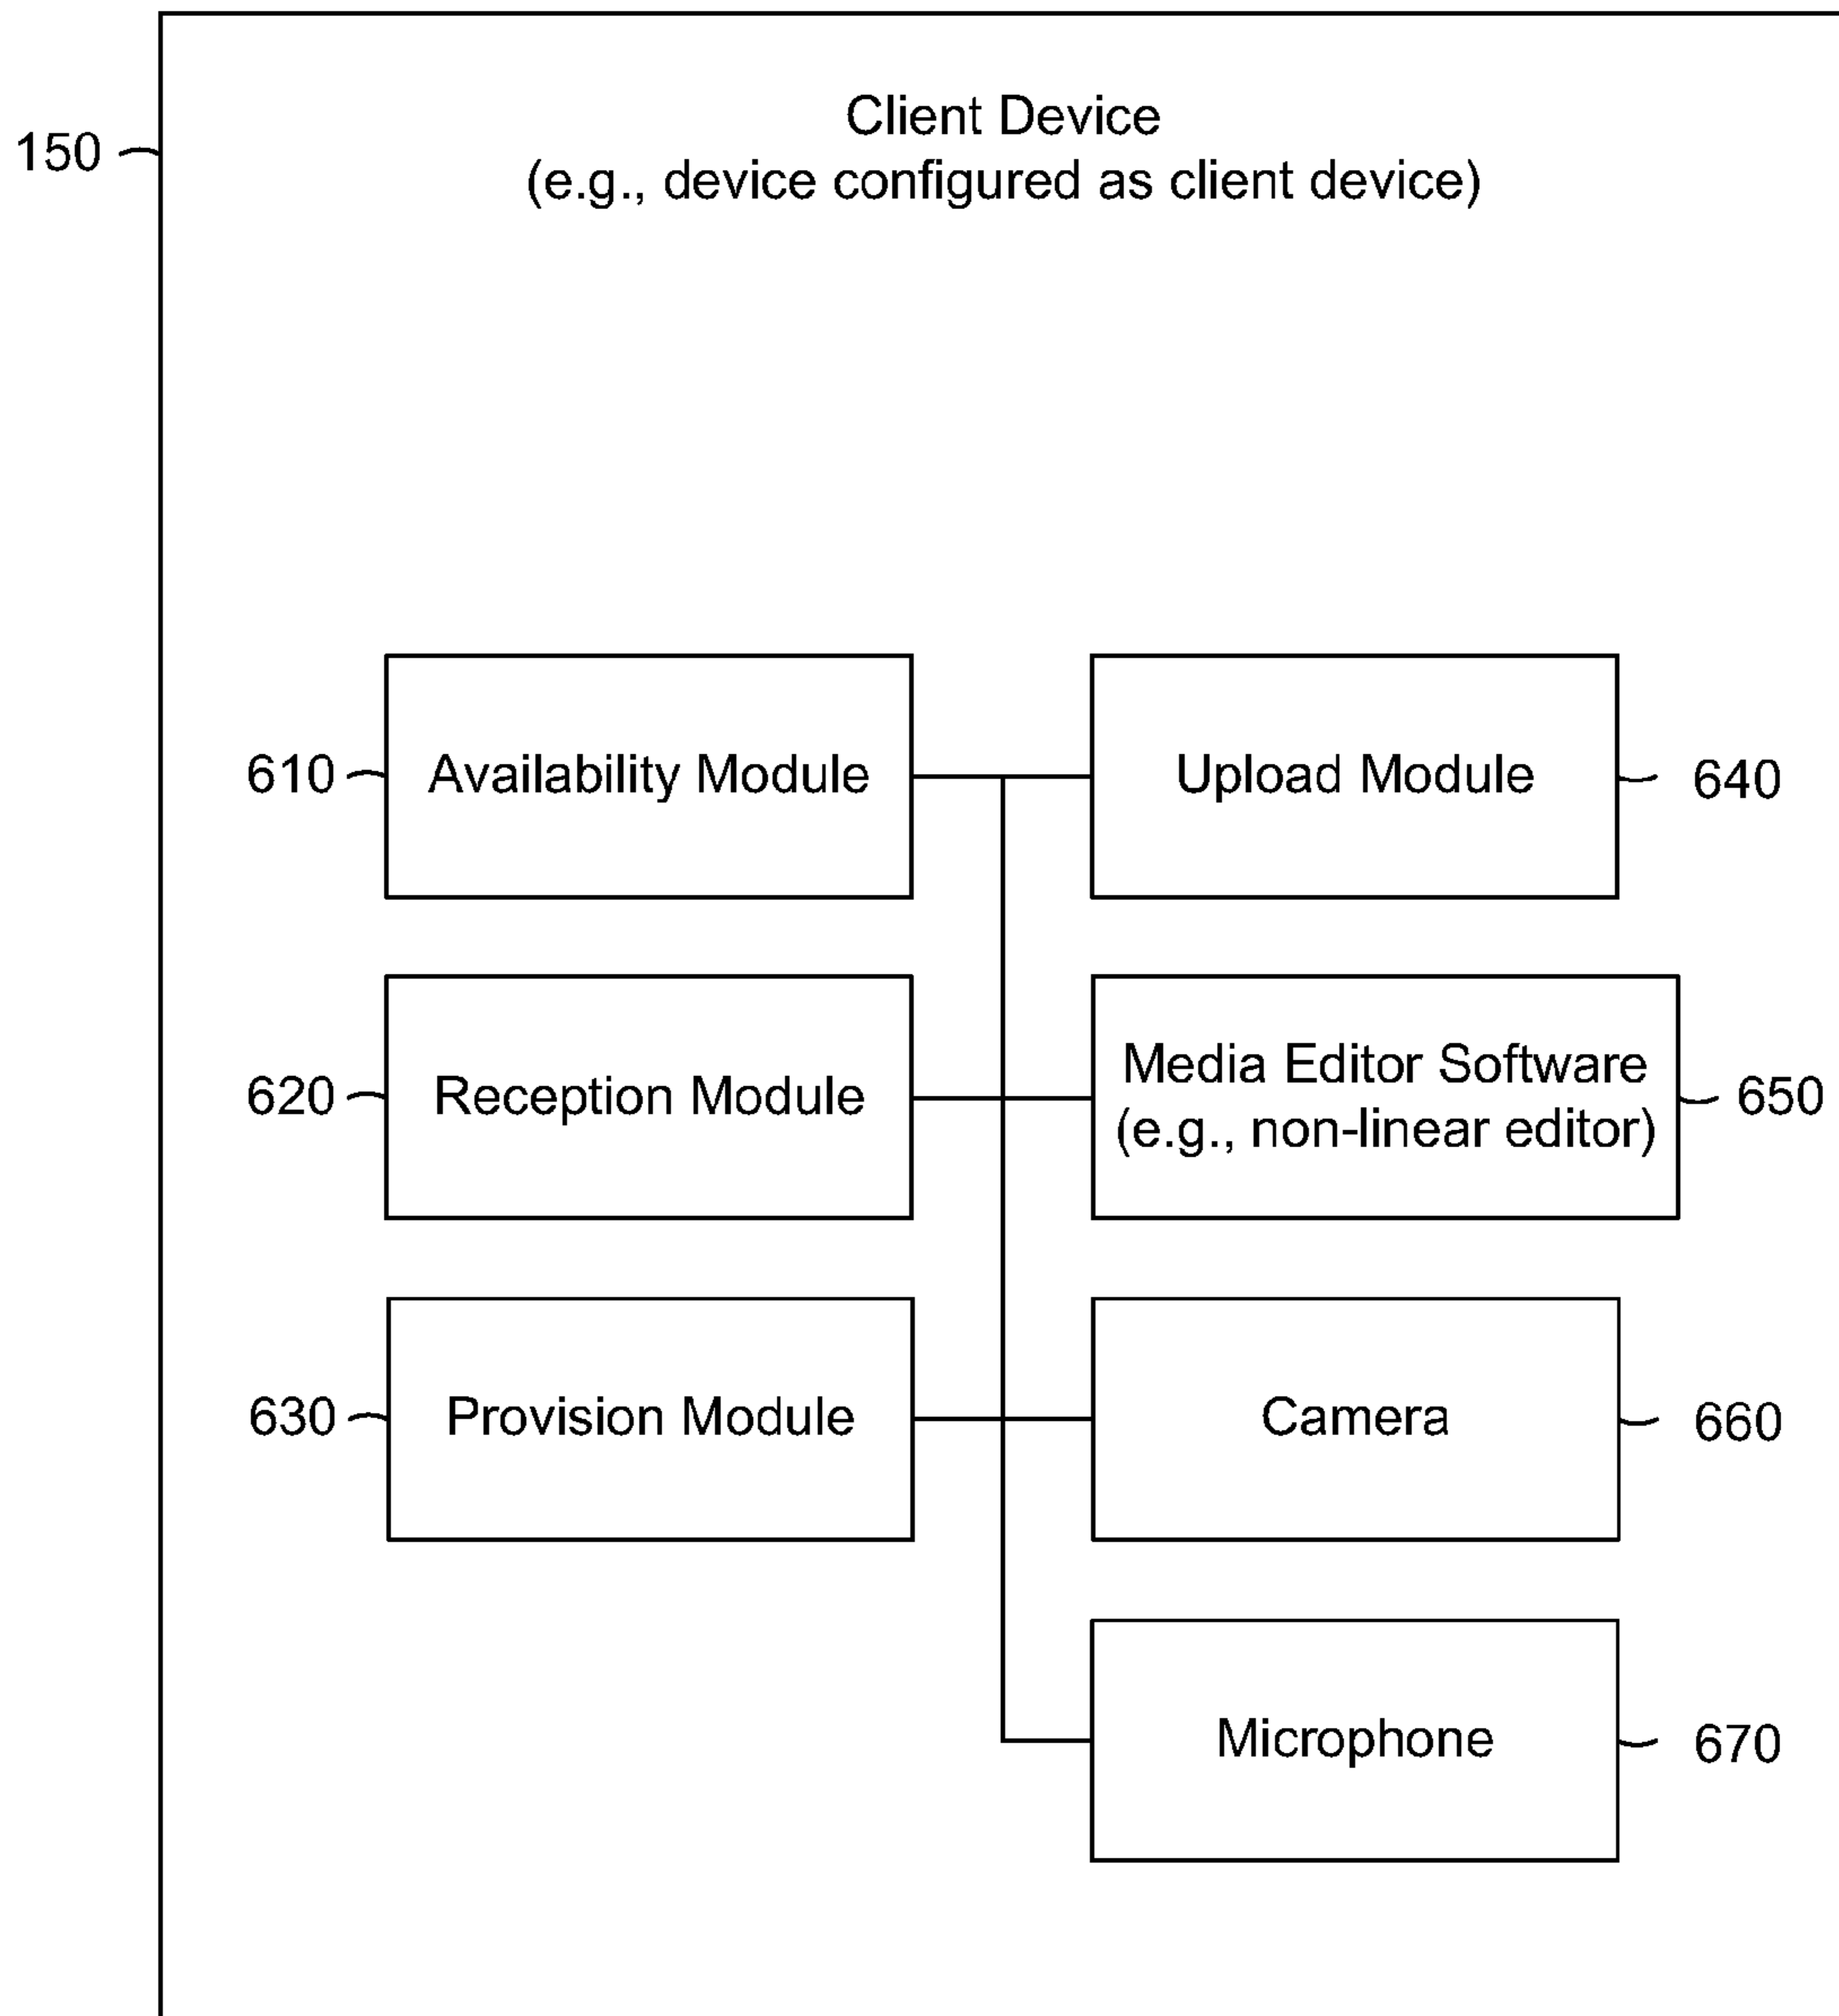 Client Device
150
(e.g., device configured as client device)
610
Availability Module
Upload Module
640
620
Reception Module
Media Editor Software
(e.g., non-linear editor)
650
630
Provision Module
Camera
660
Microphone
670